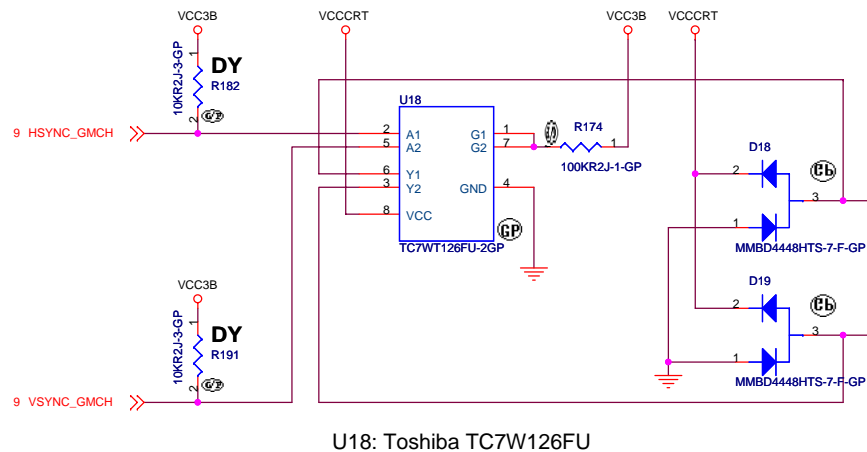 VCC3B
VCCCRT
VCC3B
VCCCRT
10KR2J-3-GP
1
DY
R182
2
G/P
9 HSYNC_GMCH
U18
2 A1
5 A2
6 Y1
3 Y2
8 VCC
G1 1
G2 7
GND 4
TC7WT126FU-2GP
GP
R174
1
100KR2J-1-GP
D18
2
3
1
MMBD4448HTS-7-F-GP
D19
2
3
1
MMBD4448HTS-7-F-GP
VCC3B
10KR2J-3-GP
1
DY
R191
2
G/P
9 VSYNC_GMCH
U18: Toshiba TC7W126FU